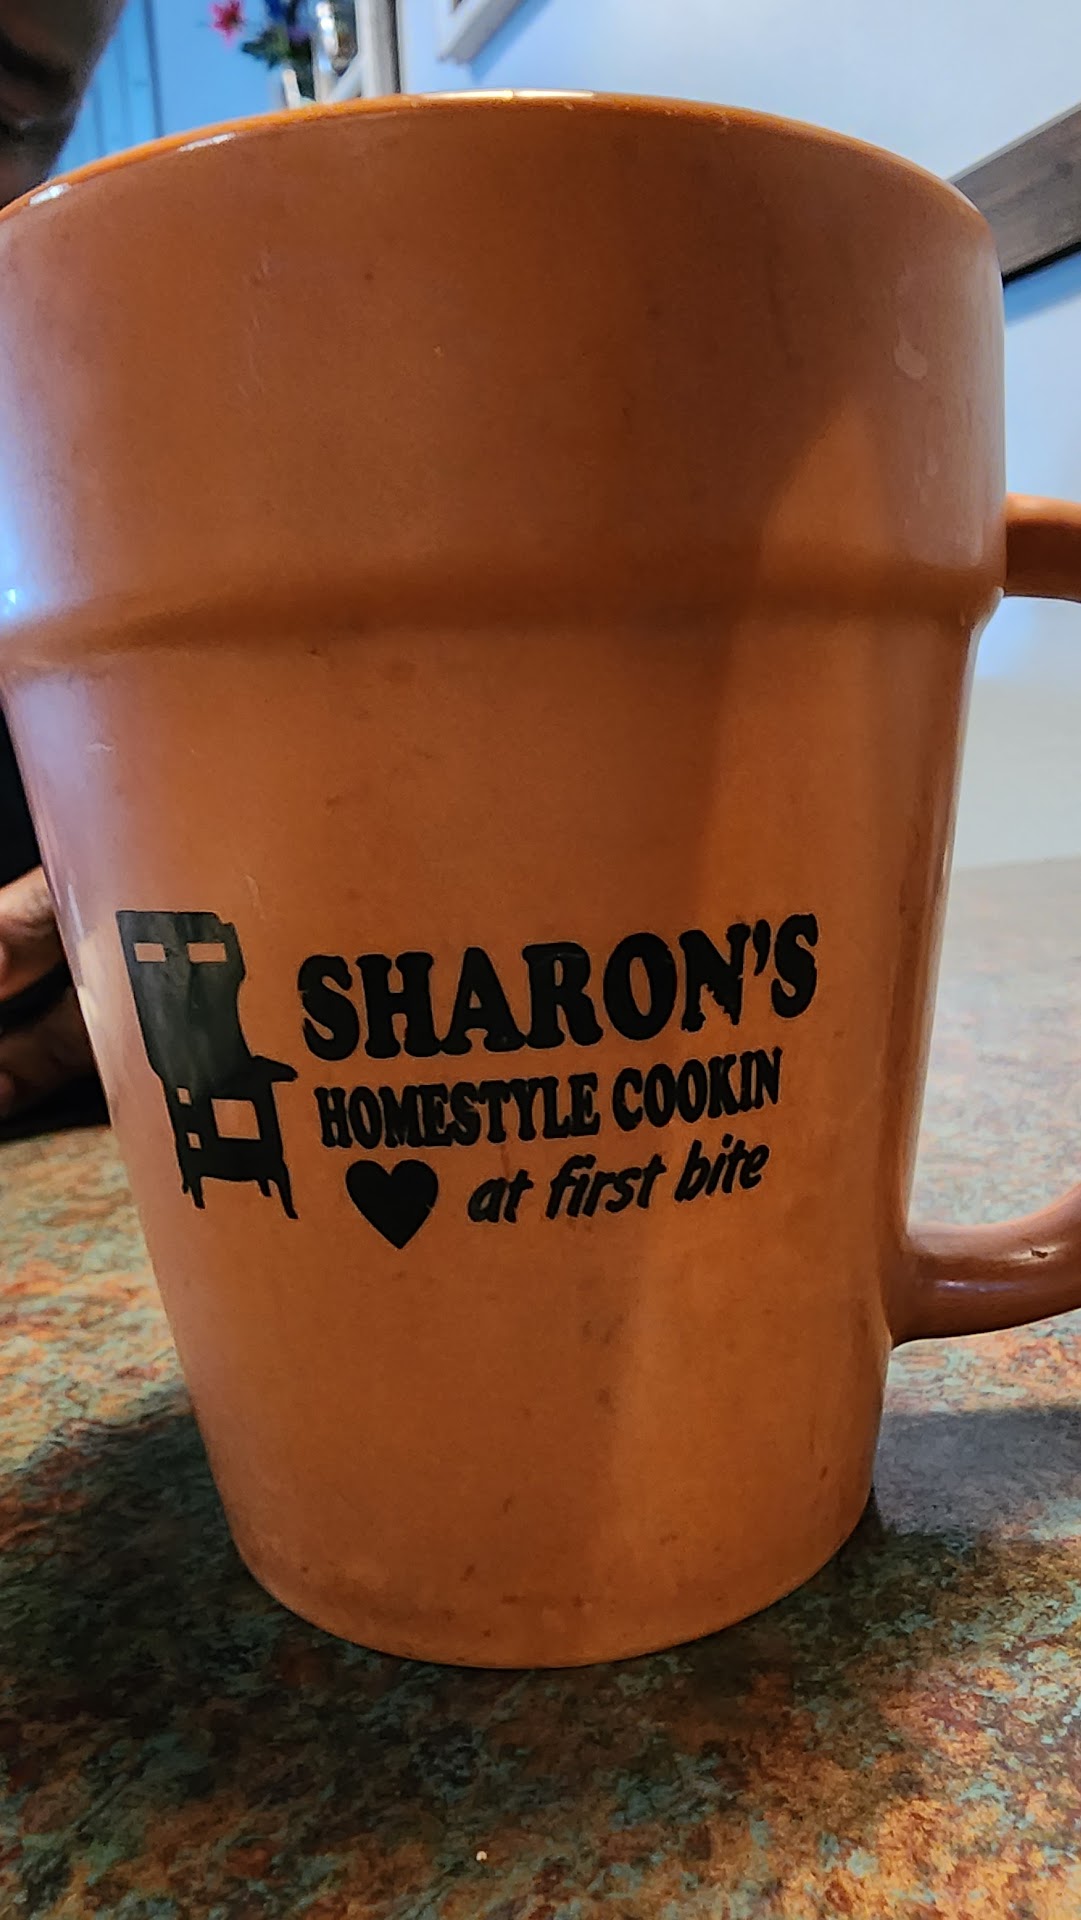 SHARON'S
HOMESTYLE COOKIN
at first bite